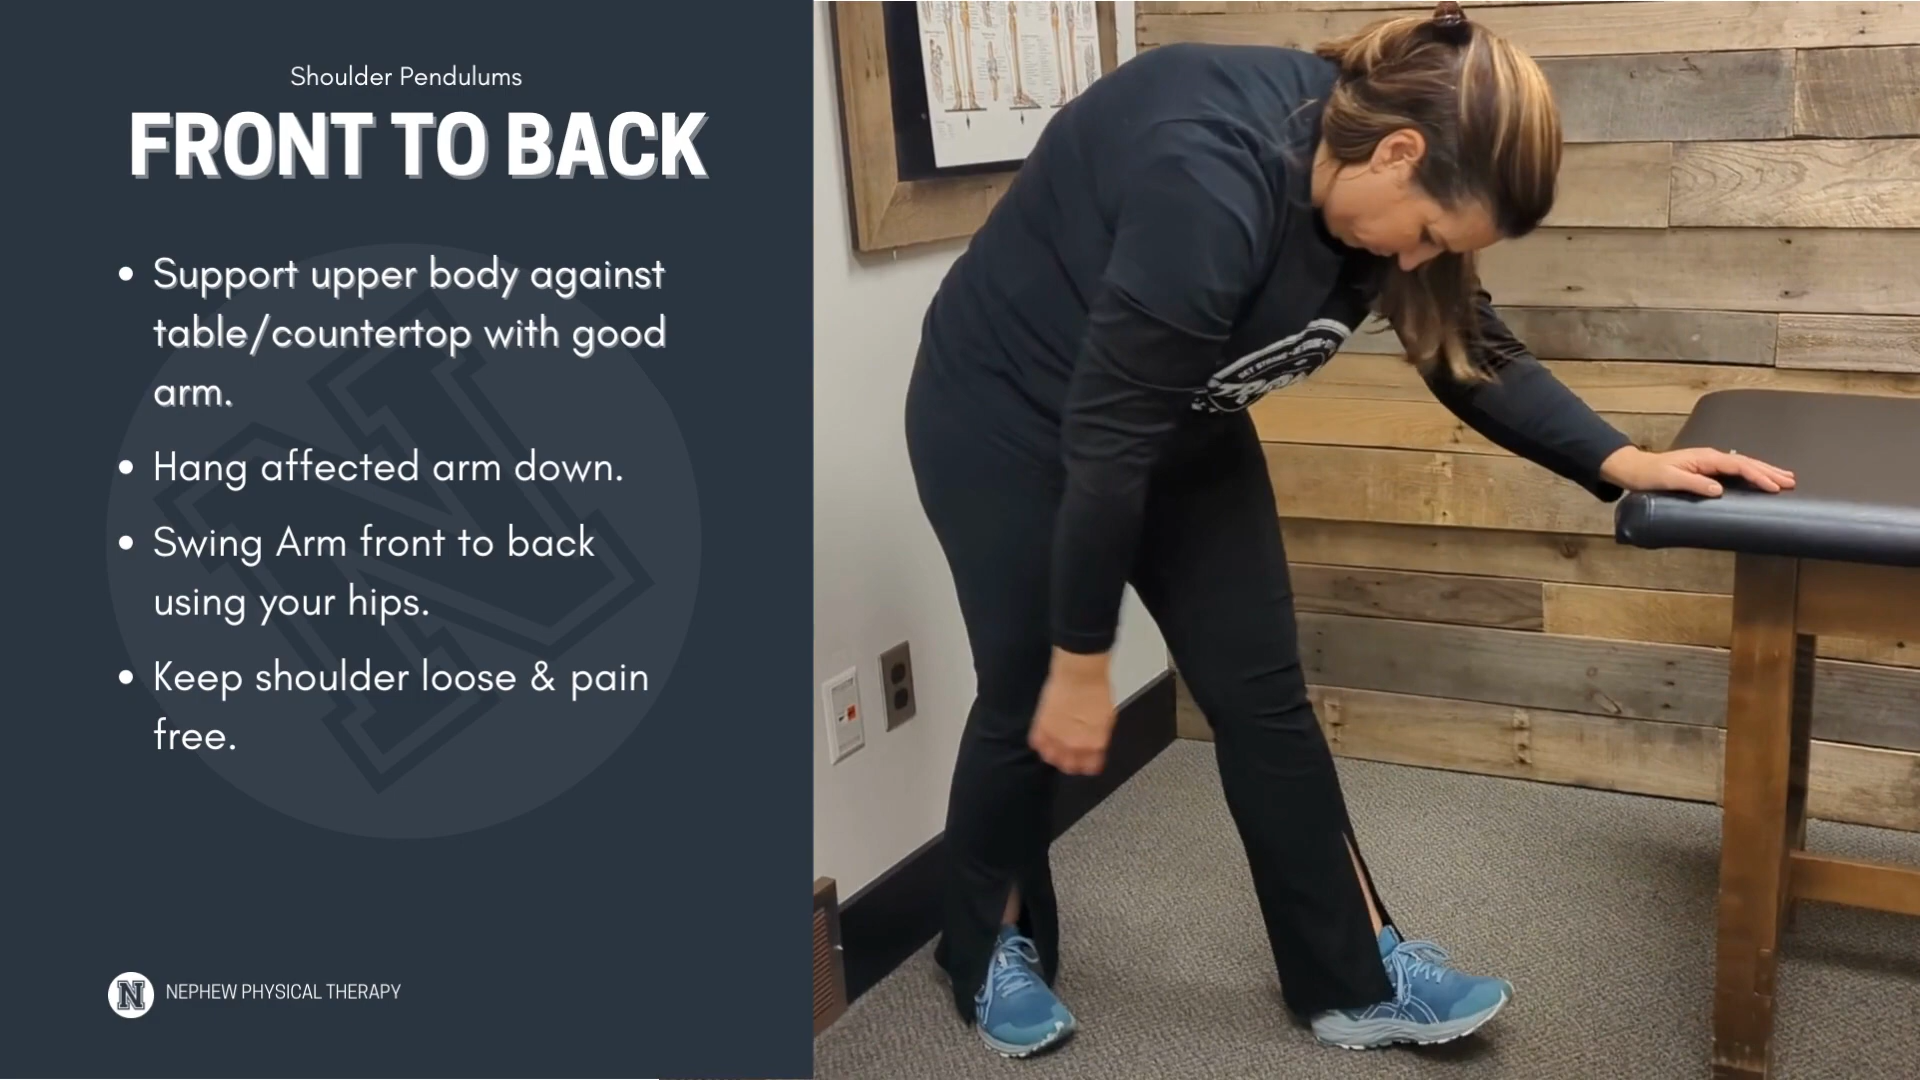 Shoulder Pendulums
FRONT TO BACK
• Support upper body against
table/countertop with good
arm.
• Hang affected arm down.
• Swing Arm front to back
using your hips.
• Keep shoulder loose & pain
free.
N
NEPHEW PHYSICAL THERAPY